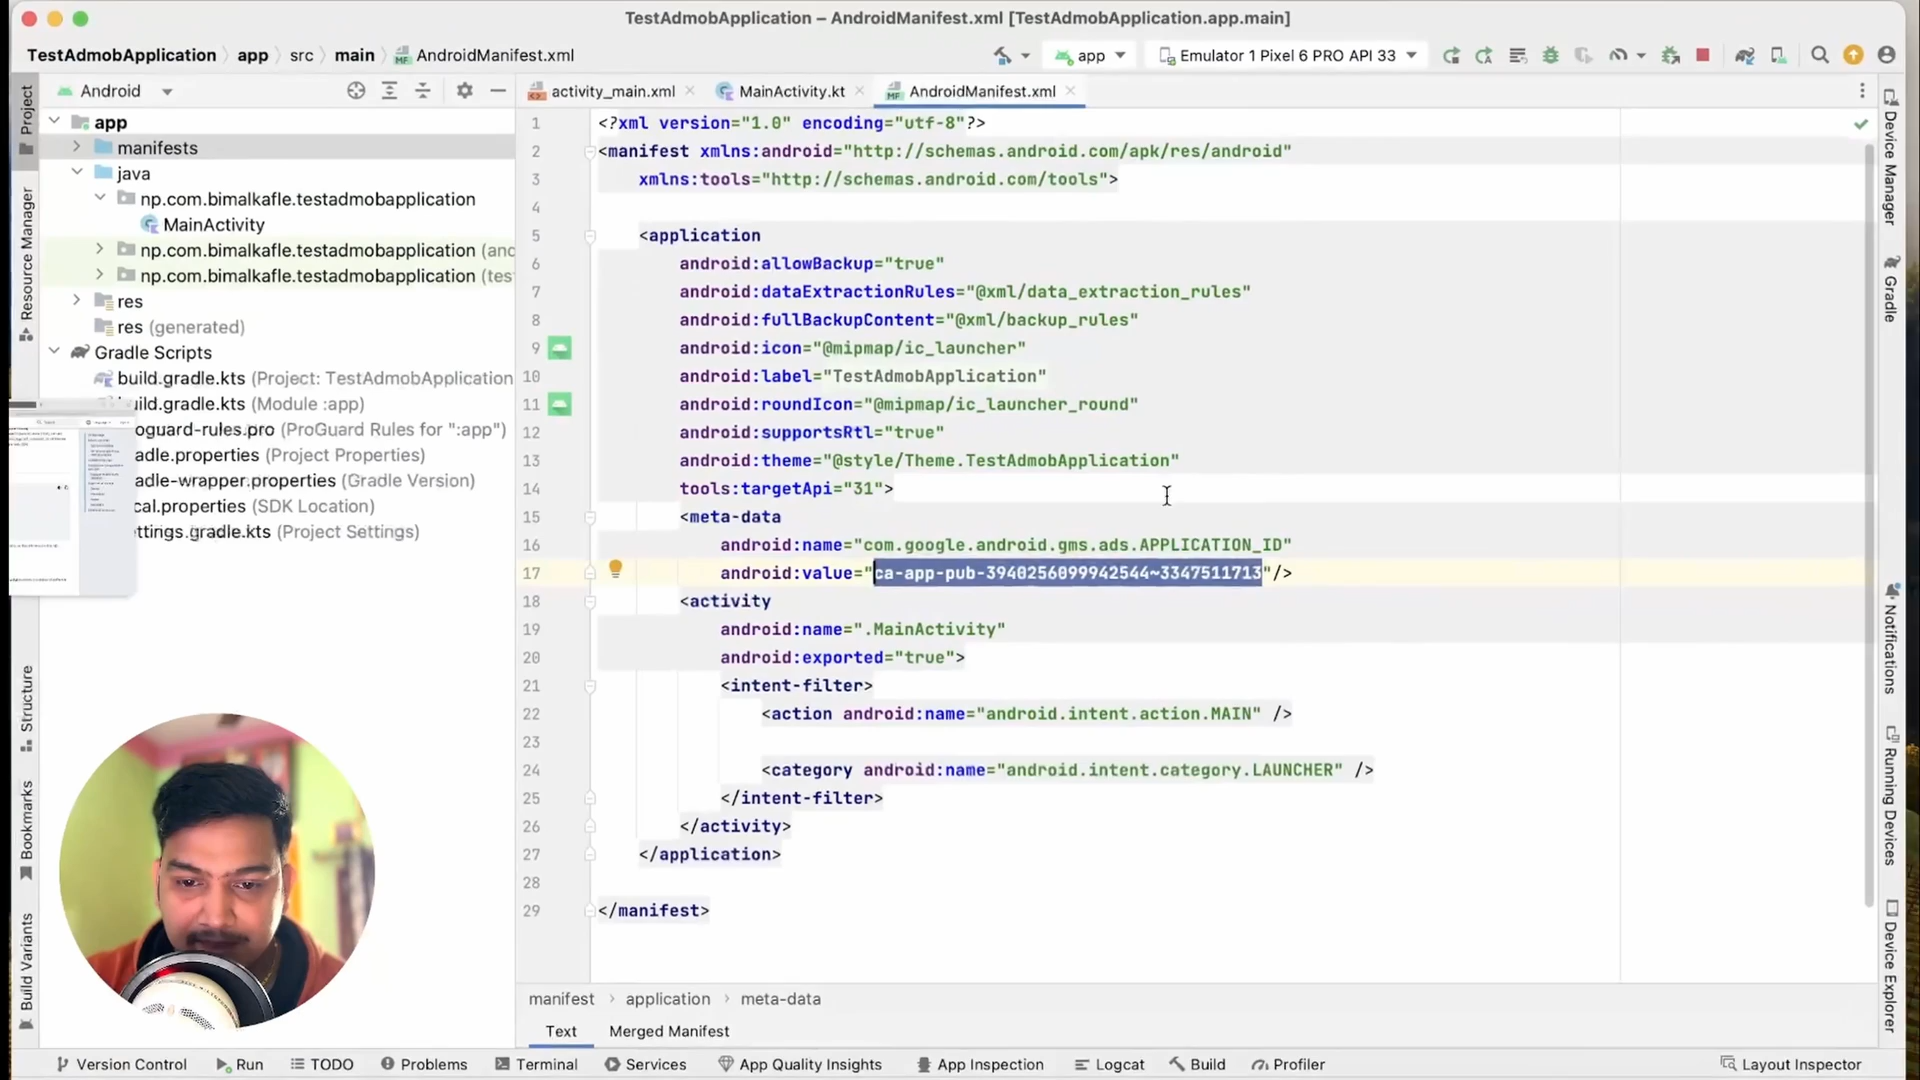 TestAdmobApplication – AndroidManifest.xml [TestAdmobApplication.app.main]
TestAdmobApplication app src main AndroidManifest.xml
app Emulator 1 Pixel 6 PRO API 33
Android
activity_main.xml MainActivity.kt AndroidManifest.xml
Project
Resource Manager
Structure
Bookmarks
Build Variants
app
manifests
java
np.com.bimalkafle.testadmobapplication
MainActivity
np.com.bimalkafle.testadmobapplication (anc
np.com.bimalkafle.testadmobapplication (tes
res
res (generated)
Gradle Scripts
build.gradle.kts (Project: TestAdmobApplication
uild.gradle.kts (Module :app)
oguard-rules.pro (ProGuard Rules for ":app")
adle.properties (Project Properties)
adle-wrapper.properties (Gradle Version)
cal.properties (SDK Location)
ettings.gradle.kts (Project Settings)
1 <?xml version="1.0" encoding="utf-8"?>
2 <manifest xmlns:android="http://schemas.android.com/apk/res/android"
3 xmlns:tools="http://schemas.android.com/tools">
4
5 <application
6 android:allowBackup="true"
7 android:dataExtractionRules="@xml/data_extraction_rules"
8 android:fullBackupContent="@xml/backup_rules"
9 android:icon="@mipmap/ic_launcher"
10 android:label="TestAdmobApplication"
11 android:roundIcon="@mipmap/ic_launcher_round"
12 android:supportsRtl="true"
13 android:theme="@style/Theme.TestAdmobApplication"
14 tools:targetApi="31">
15 <meta-data
16 android:name="com.google.android.gms.ads.APPLICATION_ID"
17 android:value="ca-app-pub-3940256099942544~3347511713"/>
18 <activity
19 android:name=".MainActivity"
20 android:exported="true">
21 <intent-filter>
22 <action android:name="android.intent.action.MAIN" />
23
24 <category android:name="android.intent.category.LAUNCHER" />
25 </intent-filter>
26 </activity>
27 </application>
28
29 </manifest>
manifest application meta-data
Text Merged Manifest
Device Manager
Gradle
Notifications
Running Devices
Device Explorer
Version Control Run TODO Problems Terminal Services App Quality Insights App Inspection Logcat Build Profiler Layout Inspector